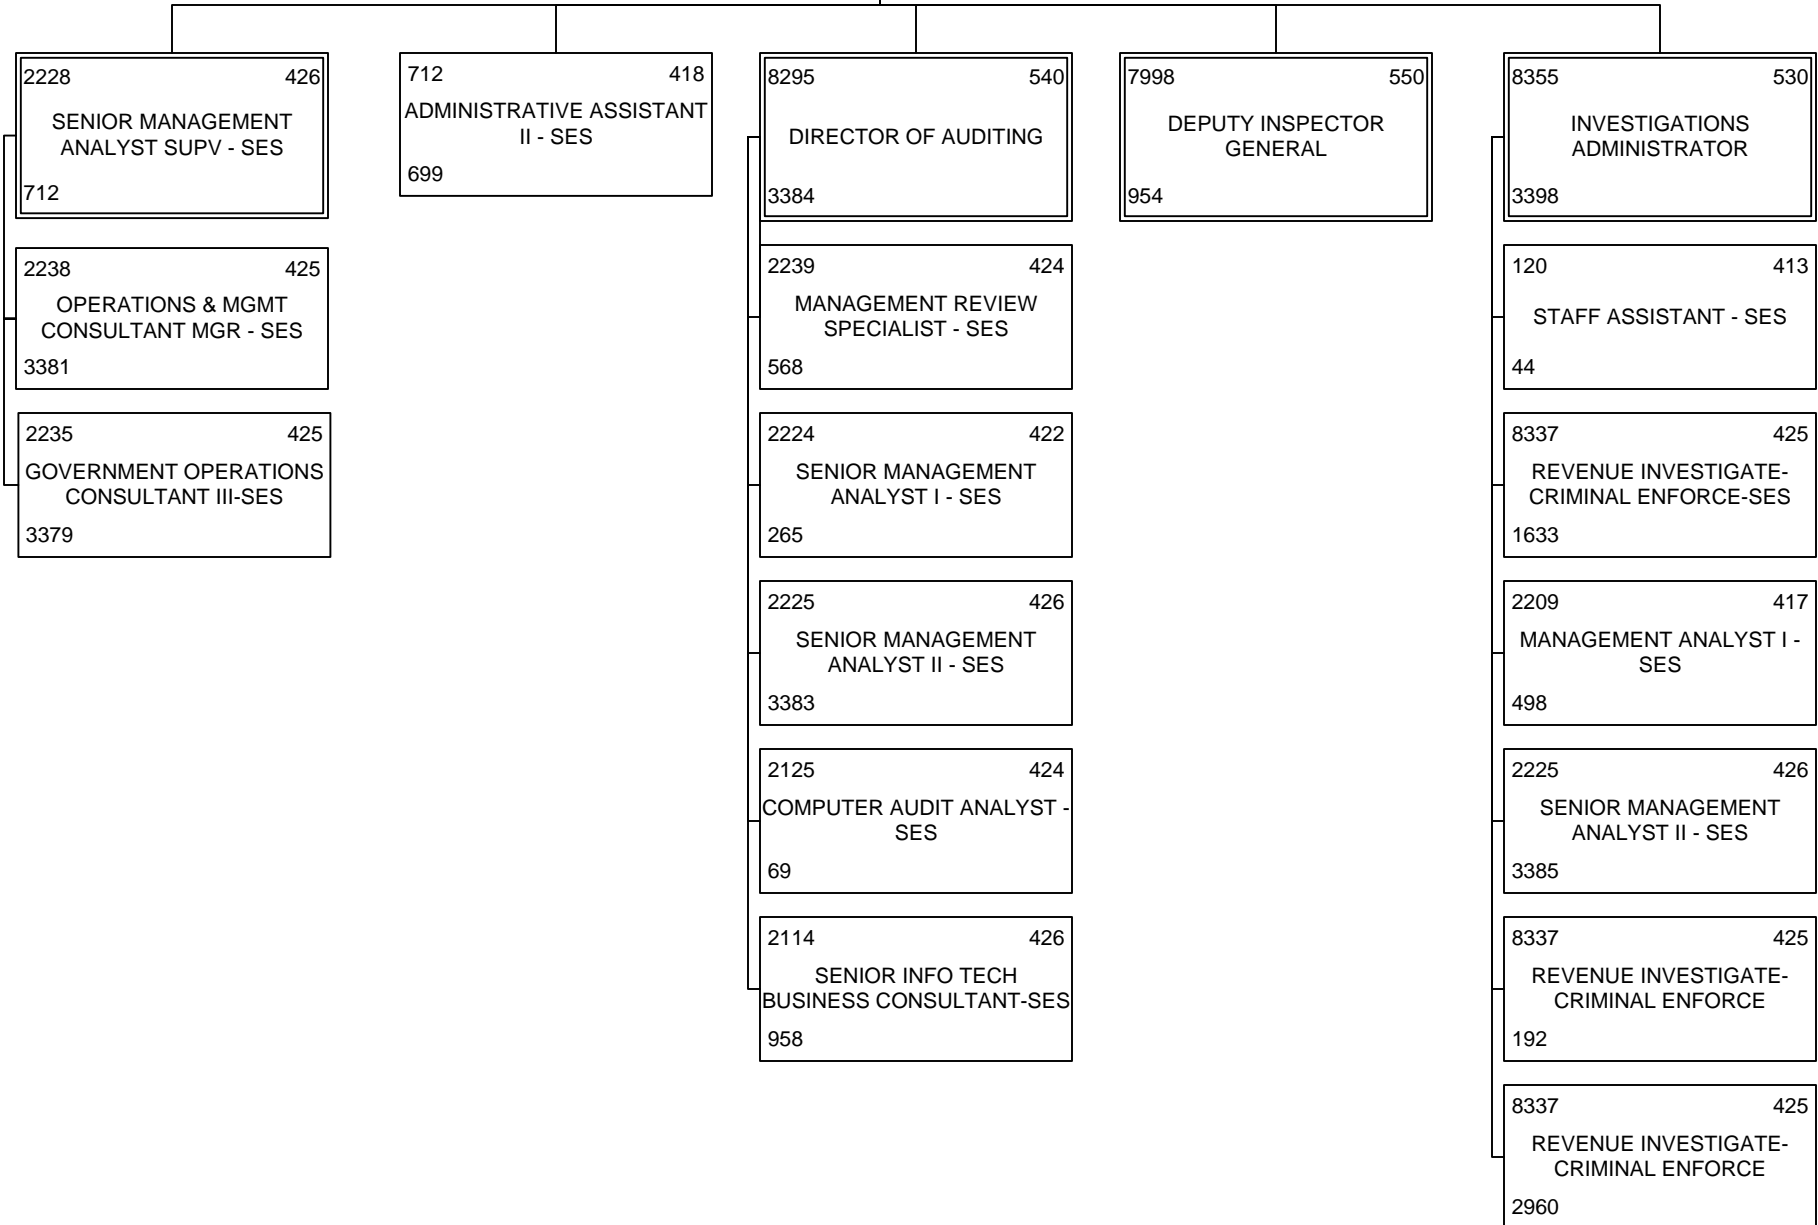 2228 426
SENIOR MANAGEMENT
ANALYST SUPV - SES
712
2238 425
OPERATIONS & MGMT
CONSULTANT MGR - SES
3381
2235 425
GOVERNMENT OPERATIONS
CONSULTANT III-SES
3379
712 418
ADMINISTRATIVE ASSISTANT
II - SES
699
8295 540
DIRECTOR OF AUDITING
3384
2239 424
MANAGEMENT REVIEW
SPECIALIST - SES
568
2224 422
SENIOR MANAGEMENT
ANALYST I - SES
265
2225 426
SENIOR MANAGEMENT
ANALYST II - SES
3383
2125 424
COMPUTER AUDIT ANALYST -
SES
69
2114 426
SENIOR INFO TECH
BUSINESS CONSULTANT-SES
958
7998 550
DEPUTY INSPECTOR
GENERAL
954
8355 530
INVESTIGATIONS
ADMINISTRATOR
3398
120 413
STAFF ASSISTANT - SES
44
8337 425
REVENUE INVESTIGATE-
CRIMINAL ENFORCE-SES
1633
2209 417
MANAGEMENT ANALYST I -
SES
498
2225 426
SENIOR MANAGEMENT
ANALYST II - SES
3385
8337 425
REVENUE INVESTIGATE-
CRIMINAL ENFORCE
192
8337 425
REVENUE INVESTIGATE-
CRIMINAL ENFORCE
2960